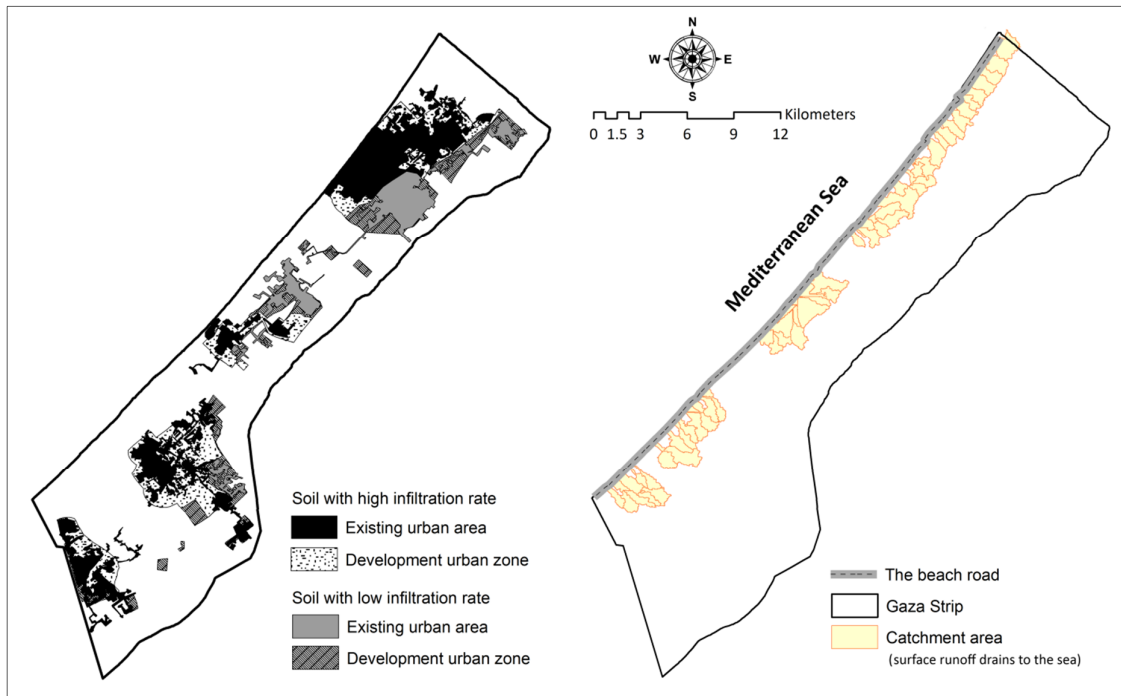 N
W E
S
Kilometers
0 1.5 3 6 9 12
Mediterranean Sea
Soil with high infiltration rate
Existing urban area
Development urban zone
Soil with low infiltration rate
Existing urban area
Development urban zone
The beach road
Gaza Strip
Catchment area
(surface runoff drains to the sea)